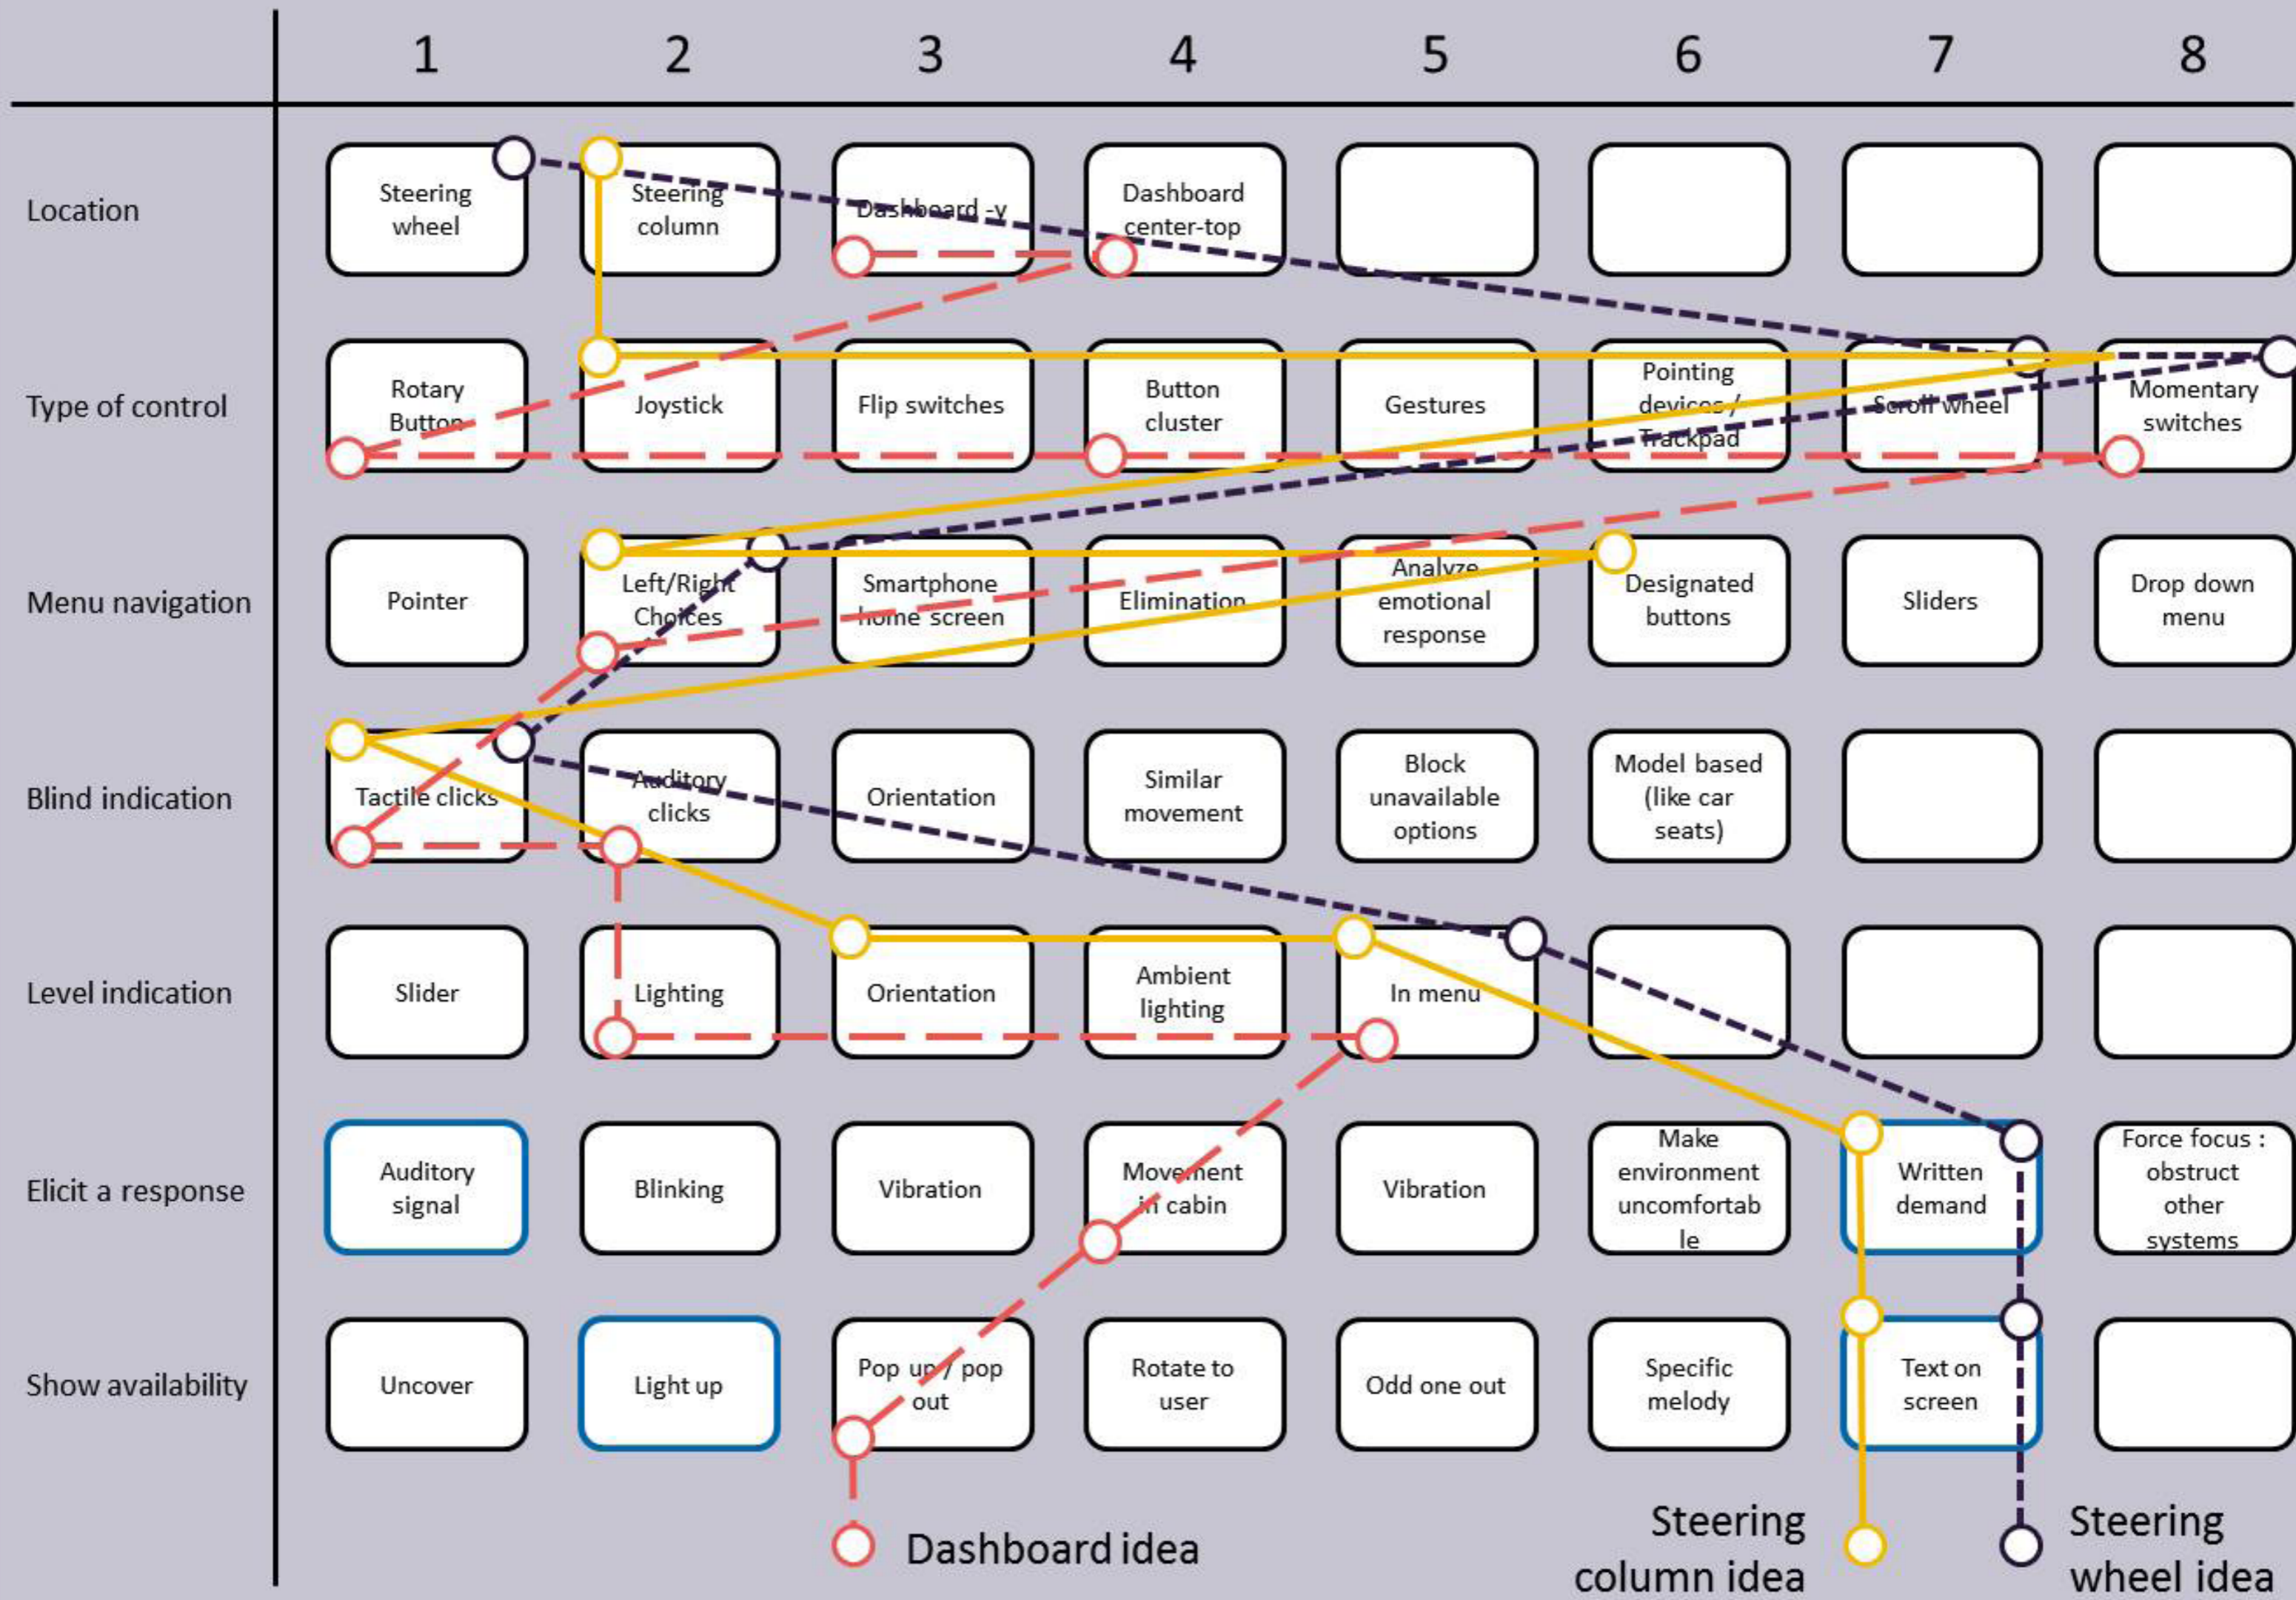 1 2 3 4 5 6 7 8
Location
Steering
wheel
Steering
column
Dashboard -y
Dashboard
center-top
Type of control
Rotary
Button
Joystick
Flip switches
Button
cluster
Gestures
Pointing
devices /
Trackpad
Scroll wheel
Momentary
switches
Menu navigation
Pointer
Left/Right
Choices
Smartphone
home screen
Elimination
Analyze
emotional
response
Designated
buttons
Sliders
Drop down
menu
Blind indication
Tactile clicks
Auditory
clicks
Orientation
Similar
movement
Block
unavailable
options
Model based
(like car
seats)
Level indication
Slider
Lighting
Orientation
Ambient
lighting
In menu
Elicit a response
Auditory
signal
Blinking
Vibration
Movement
in cabin
Vibration
Make
environment
uncomfortab
le
Written
demand
Force focus :
obstruct
other
systems
Show availability
Uncover
Light up
Pop up / pop
out
Rotate to
user
Odd one out
Specific
melody
Text on
screen
Dashboard idea
Steering
column idea
Steering
wheel idea